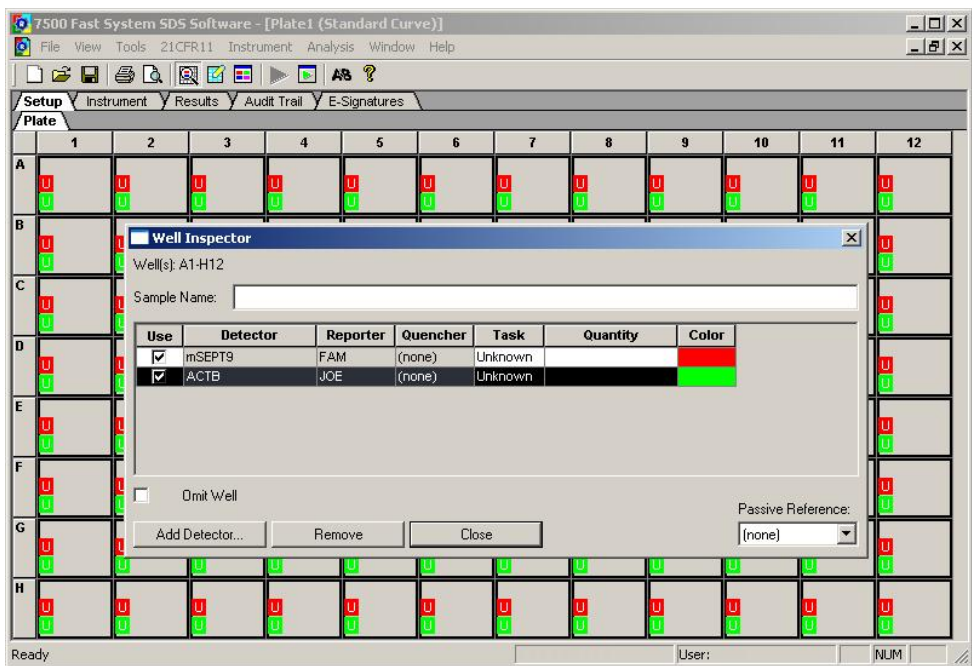 7500 Fast System SDS Software - [Plate1 (Standard Curve)]
File View Tools 21CFR11 Instrument Analysis Window Help
Setup Instrument Results Audit Trail E-Signatures
Plate
1 2 3 4 5 6 7 8 9 10 11 12
A
U U U U U U U U U U U U
U U U U U U U U U U U U
B
U U U
U U U
Well Inspector
Well(s): A1-H12
C
Sample Name:
U U U
U U U
Use Detector Reporter Quencher Task Quantity Color
D
mSEPT9 FAM (none) Unknown
U U U
ACTB JOE (none) Unknown
U U U
E
U U U
U U U
F
U U U
Omit Well
U U U
Passive Reference:
G
Add Detector... Remove Close (none)
U U U
U U U U U U U U U U U U
H
U U U U U U U U U U U U
U U U U U U U U U U U U
Ready User: NUM